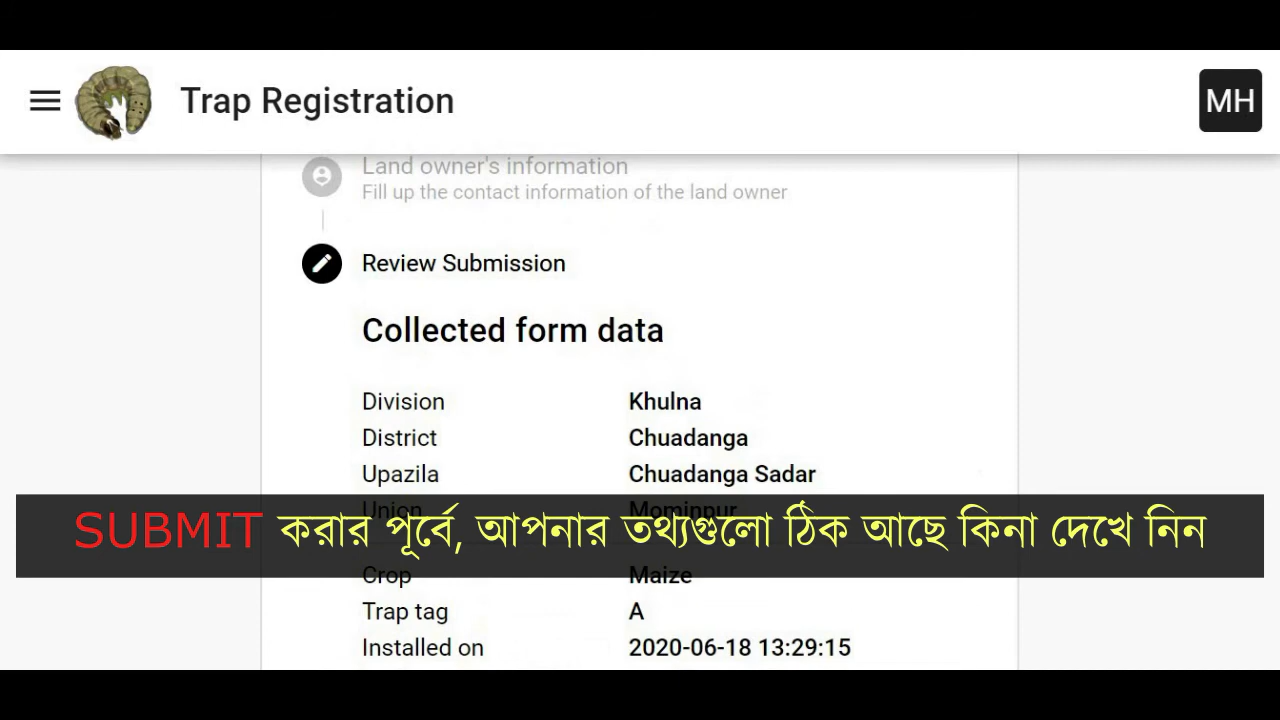 Trap Registration
MH
Land owner's information
Fill up the contact information of the land owner
Review Submission
Collected form data
Division Khulna
District Chuadanga
Upazila Chuadanga Sadar
Union Mominpur
SUBMIT করার পূর্বে, আপনার তথ্যগুলো ঠিক আছে কিনা দেখে নিন
Crop Maize
Trap tag A
Installed on 2020-06-18 13:29:15